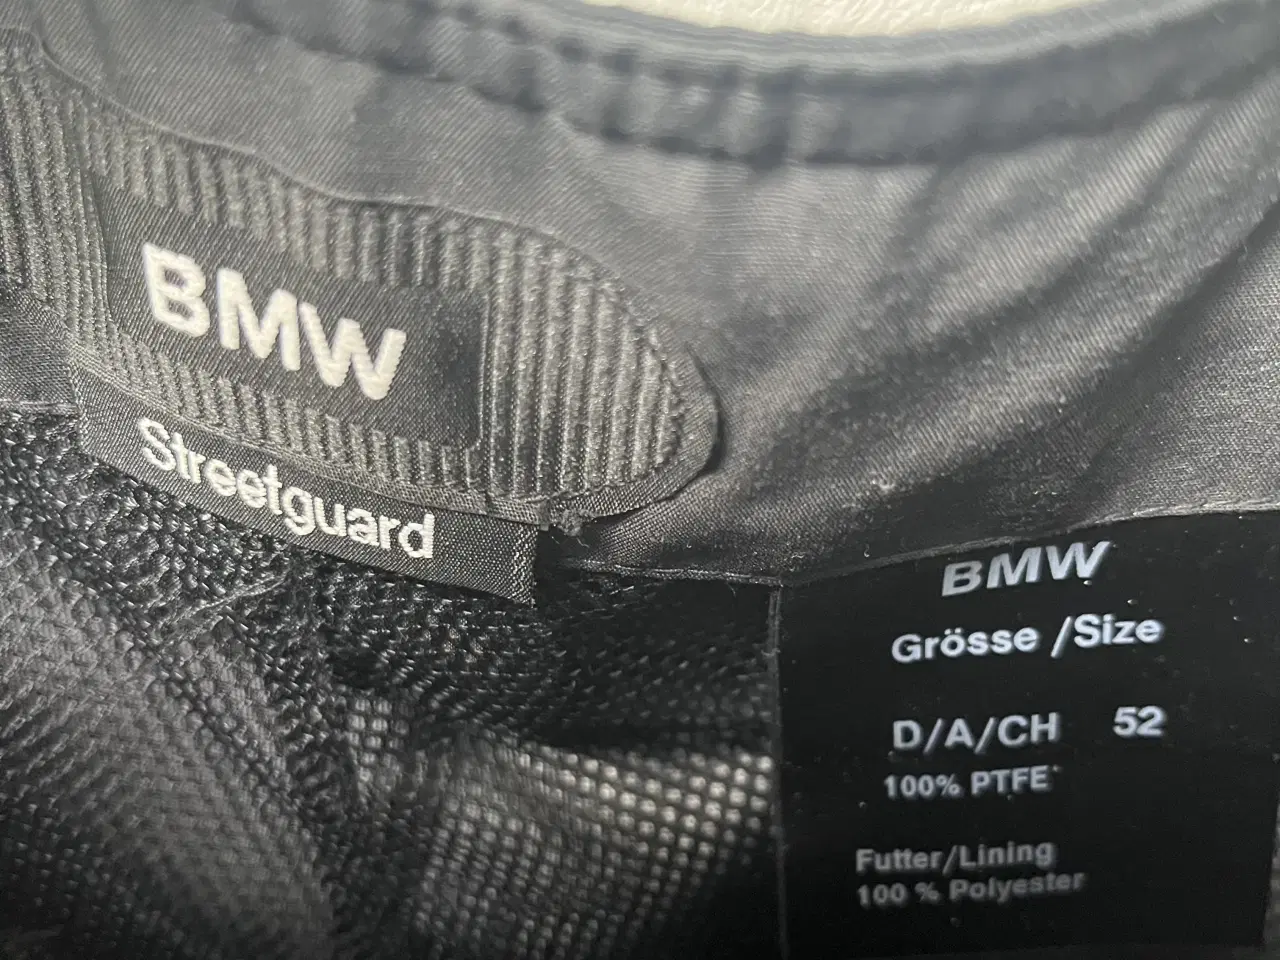 BMW
Streetguard
BMW
Grösse /Size
D/A/CH 52
100% PTFE
Futter/Lining
100 % Polyester